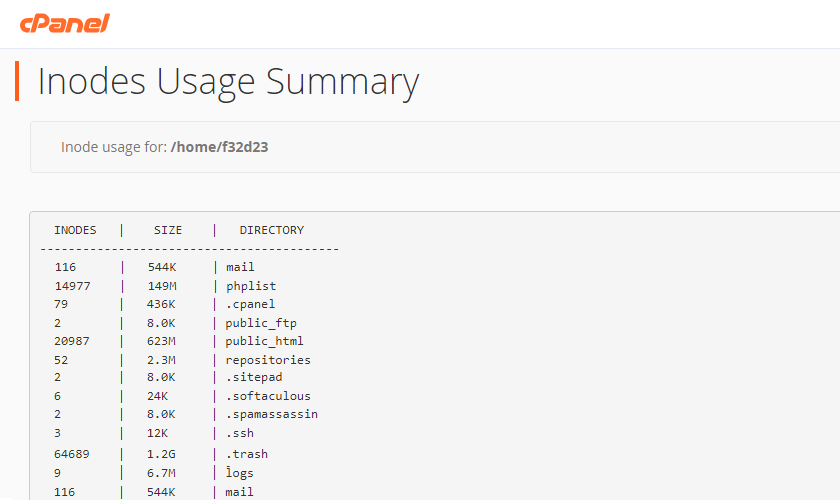 cPanel
Inodes Usage Summary
Inode usage for: /home/f32d23
INODES | SIZE | DIRECTORY
------------------------------------------
116 | 544K | mail
14977 | 149M | phplist
79 | 436K | .cpanel
2 | 8.0K | public_ftp
20987 | 623M | public_html
52 | 2.3M | repositories
2 | 8.0K | .sitepad
6 | 24K | .softaculous
2 | 8.0K | .spamassassin
3 | 12K | .ssh
64689 | 1.2G | .trash
9 | 6.7M | logs
116 | 544K | mail